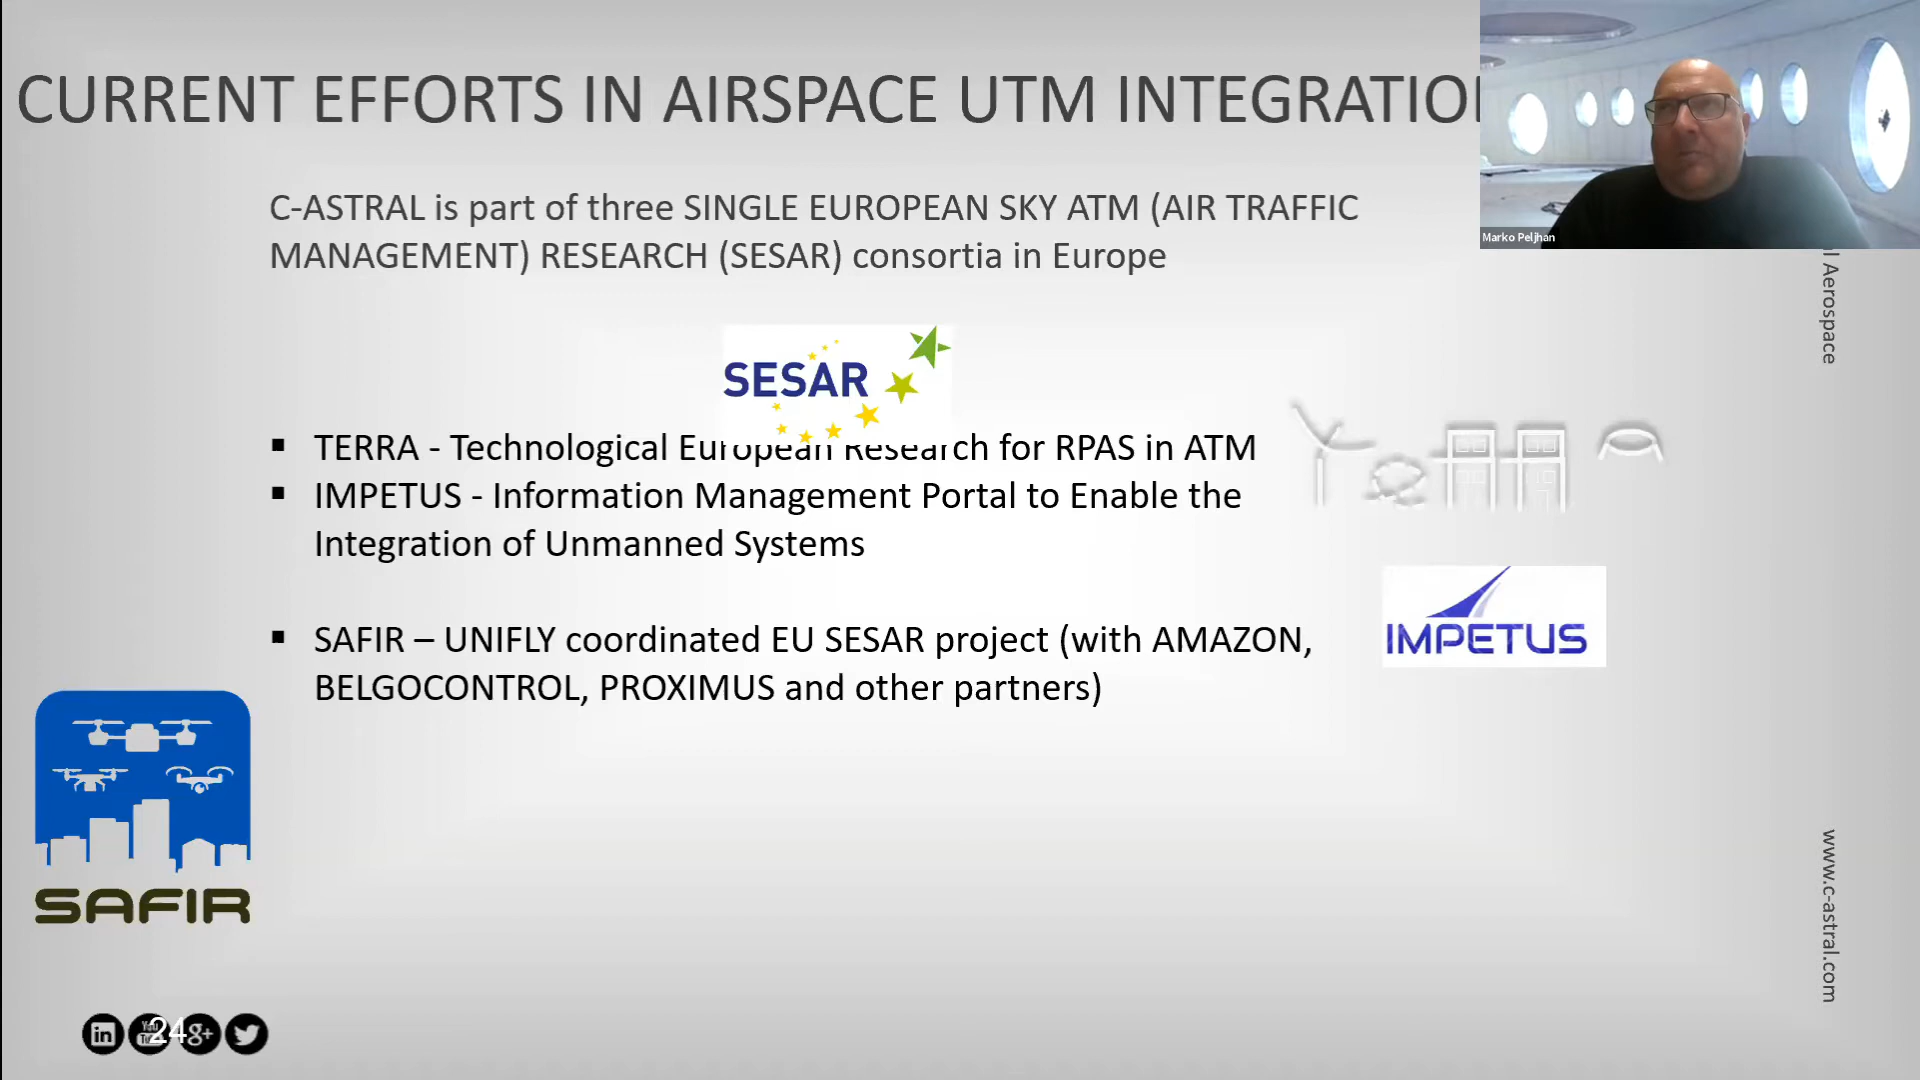 CURRENT EFFORTS IN AIRSPACE UTM INTEGRATIO
Marko Peljhan
C-ASTRAL is part of three SINGLE EUROPEAN SKY ATM (AIR TRAFFIC
MANAGEMENT) RESEARCH (SESAR) consortia in Europe
l Aerospace
SESAR
TERRA - Technological European Research for RPAS in ATM
IMPETUS - Information Management Portal to Enable the
Integration of Unmanned Systems
IMPETUS
SAFIR – UNIFLY coordinated EU SESAR project (with AMAZON,
BELGOCONTROL, PROXIMUS and other partners)
SAFIR
www.c-astral.com
in
You
24
g+